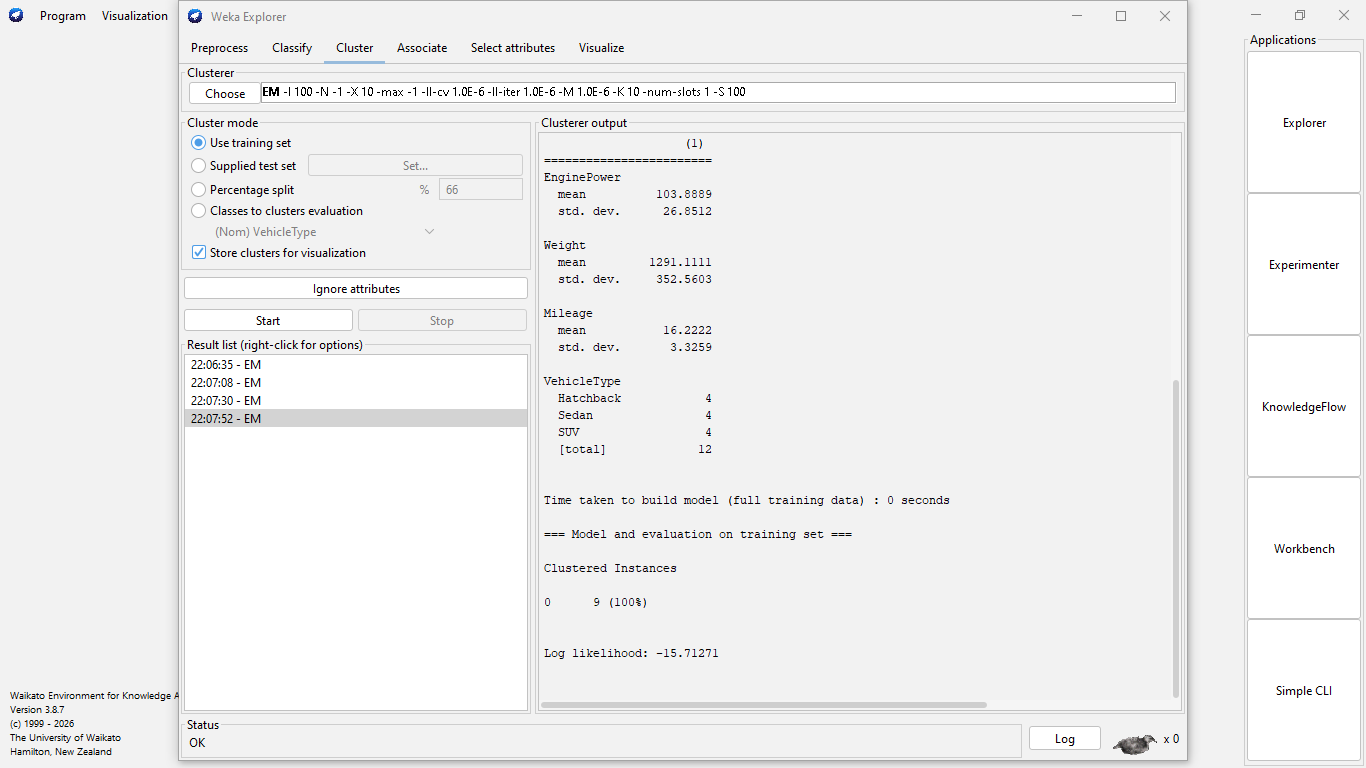 Program Visualization
Weka Explorer
Preprocess Classify Cluster Associate Select attributes Visualize
Clusterer
Choose EM -I 100 -N -1 -X 10 -max -1 -ll-cv 1.0E-6 -ll-iter 1.0E-6 -M 1.0E-6 -K 10 -num-slots 1 -S 100
Cluster mode
Use training set
Supplied test set Set...
Percentage split % 66
Classes to clusters evaluation
(Nom) VehicleType
Store clusters for visualization
Ignore attributes
Start Stop
Result list (right-click for options)
22:06:35 - EM
22:07:08 - EM
22:07:30 - EM
22:07:52 - EM
Clusterer output
(1)
========================
EnginePower
mean 103.8889
std. dev. 26.8512
Weight
mean 1291.1111
std. dev. 352.5603
Mileage
mean 16.2222
std. dev. 3.3259
VehicleType
Hatchback 4
Sedan 4
SUV 4
[total] 12
Time taken to build model (full training data) : 0 seconds
=== Model and evaluation on training set ===
Clustered Instances
0 9 (100%)
Log likelihood: -15.71271
Status
OK
Log x 0
Applications
Explorer
Experimenter
KnowledgeFlow
Workbench
Simple CLI
Waikato Environment for Knowledge A
Version 3.8.7
(c) 1999 - 2026
The University of Waikato
Hamilton, New Zealand